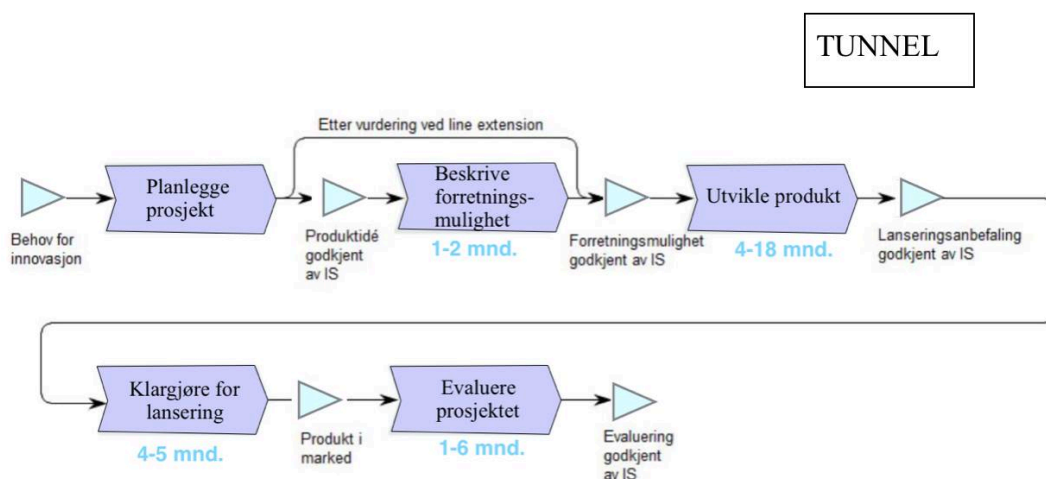 TUNNEL
Etter vurdering ved line extension
Planlegge
prosjekt
Beskrive
forretnings-
mulighet
Utvikle produkt
Behov for
innovasjon
Produktidé
godkjent
av IS
1-2 mnd.
Forretningsmulighet
godkjent av IS
4-18 mnd.
Lanseringsanbefaling
godkjent av IS
Klargjøre for
lansering
4-5 mnd.
Produkt i
marked
Evaluere
prosjektet
1-6 mnd.
Evaluering
godkjent
av IS